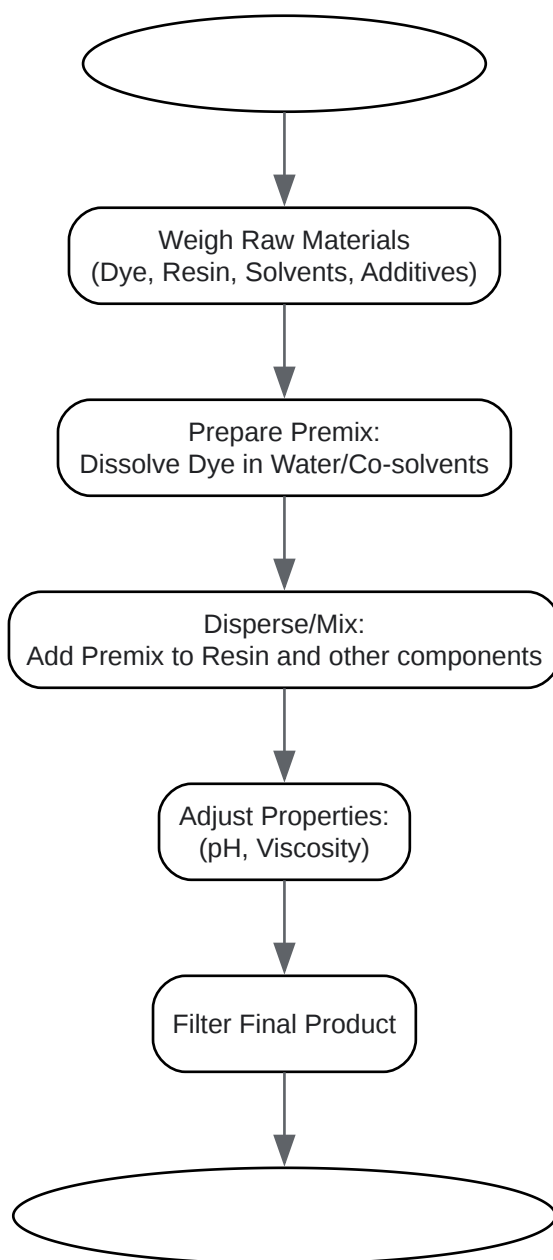 Weigh Raw Materials
(Dye, Resin, Solvents, Additives)
Prepare Premix:
Dissolve Dye in Water/Co-solvents
Disperse/Mix:
Add Premix to Resin and other components
Adjust Properties:
(pH, Viscosity)
Filter Final Product